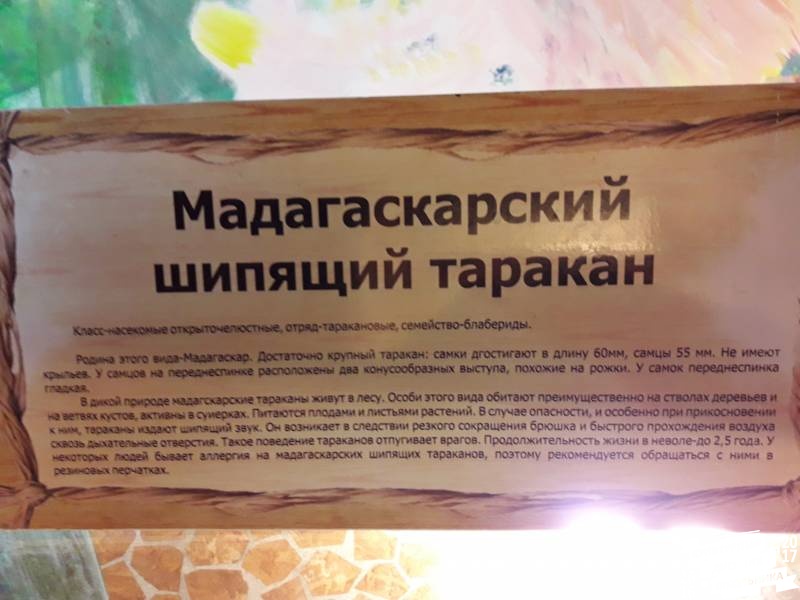 Мадагаскарский
шипящий таракан
Класс-насекомые открыточелюстные, отряд-таракановые, семейство-блабериды.
Родина этого вида-Мадагаскар. Достаточно крупный таракан: самки дгостигают в длину 60мм, самцы 55 мм. Не имеют
крыльев. У самцов на переднеспинке расположены два конусообразных выступа, похожие на рожки. У самок переднеспинка
гладкая.
В дикой природе мадагскарские тараканы живут в лесу. Особи этого вида обитают преимущественно на стволах деревьев и
на ветвях кустов, активны в сумерках. Питаются плодами и листьями растений. В случае опасности, и особенно при прикосновении
к ним, тараканы издают шипящий звук. Он возникает в следствии резкого сокращения брюшка и быстрого прохождения воздуха
сквозь дыхательные отверстия. Такое поведение тараканов отпугивает врагов. Продолжительность жизни в неволе-до 2,5 года. У
некоторых людей бывает аллергия на мадагаскарских шипящих тараканов, поэтому рекомендуется обращаться с ними в
резиновых перчатках.
20
17